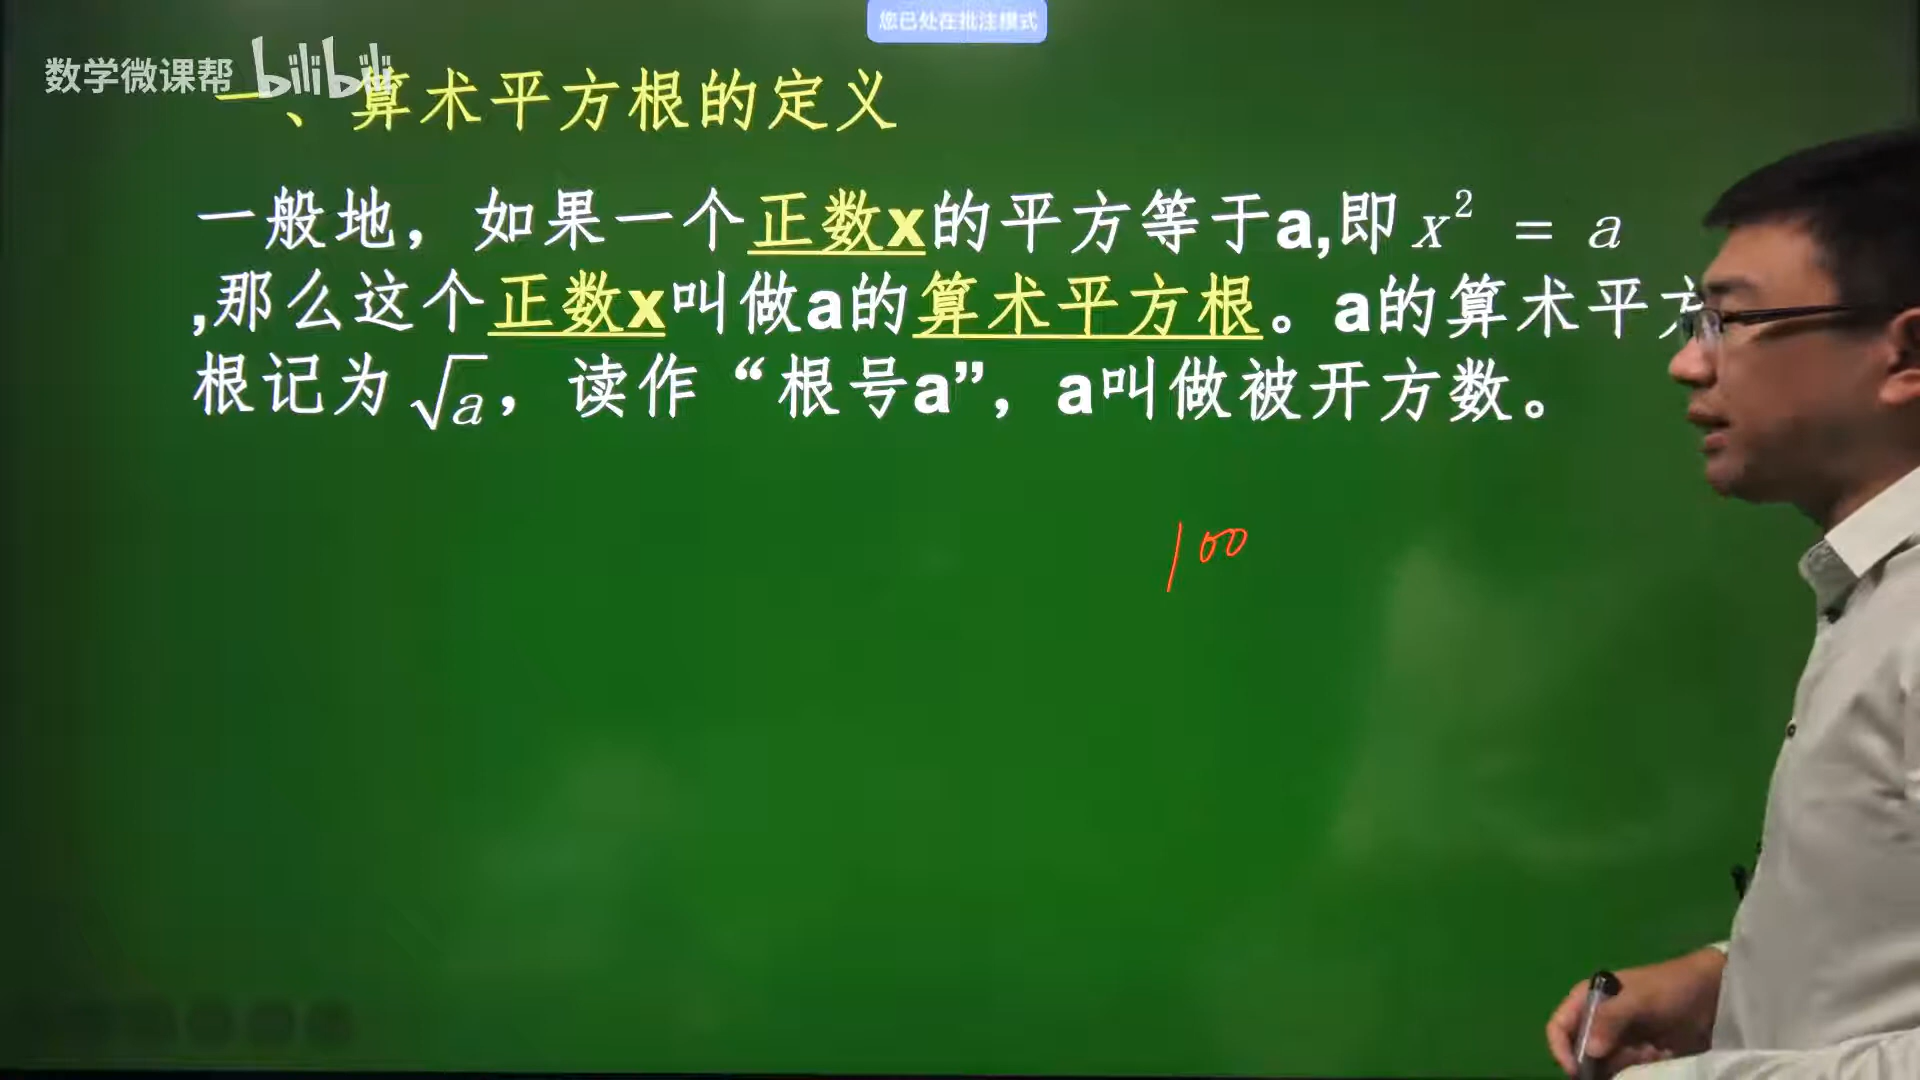 您已处在批注模式
数学微课帮 bilibili
一、算术平方根的定义
一般地，如果一个正数x的平方等于a,即 x² = a
,那么这个正数x叫做a的算术平方根。a的算术平方
根记为 √a，读作“根号a”，a叫做被开方数。
100